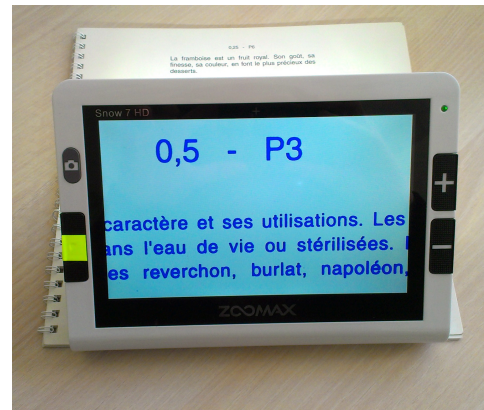 0,25 - P6
La framboise est un fruit royal. Son goût, sa
finesse, sa couleur, en font le plus précieux des
desserts.
Snow 7 HD
0,5 - P3
caractère et ses utilisations. Les
ans l'eau de vie ou stérilisées.
es reverchon, burlat, napoléon,
ZOOMAX